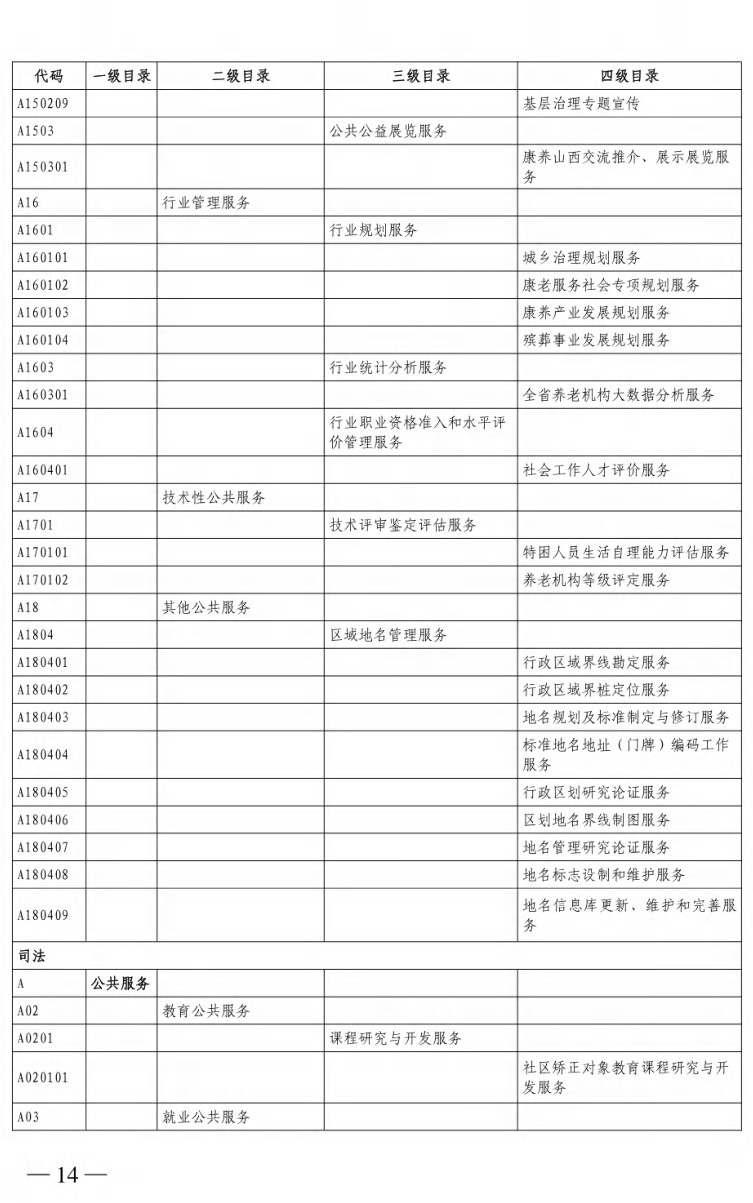 代码 一级目录 二级目录 三级目录 四级目录
A150209 基层治理专题宣传
A1503 公共公益展览服务
A150301 康养山西交流推介、展示展览服
务
A16 行业管理服务
A1601 行业规划服务
A160101 城乡治理规划服务
A160102 康老服务社会专项规划服务
A160103 康养产业发展规划服务
A160104 殡葬事业发展规划服务
A1603 行业统计分析服务
A160301 全省养老机构大数据分析服务
A1604 行业职业资格准入和水平评
价管理服务
A160401 社会工作人才评价服务
A17 技术性公共服务
A1701 技术评审鉴定评估服务
A170101 特困人员生活自理能力评估服务
A170102 养老机构等级评定服务
A18 其他公共服务
A1804 区域地名管理服务
A180401 行政区域界线勘定服务
A180402 行政区域界桩定位服务
A180403 地名规划及标准制定与修订服务
A180404 标准地名地址（门牌）编码工作
服务
A180405 行政区划研究论证服务
A180406 区划地名界线制图服务
A180407 地名管理研究论证服务
A180408 地名标志设制和维护服务
A180409 地名信息库更新、维护和完善服
务
司法
A 公共服务
A02 教育公共服务
A0201 课程研究与开发服务
A020101 社区矫正对象教育课程研究与开
发服务
A03 就业公共服务
— 14 —